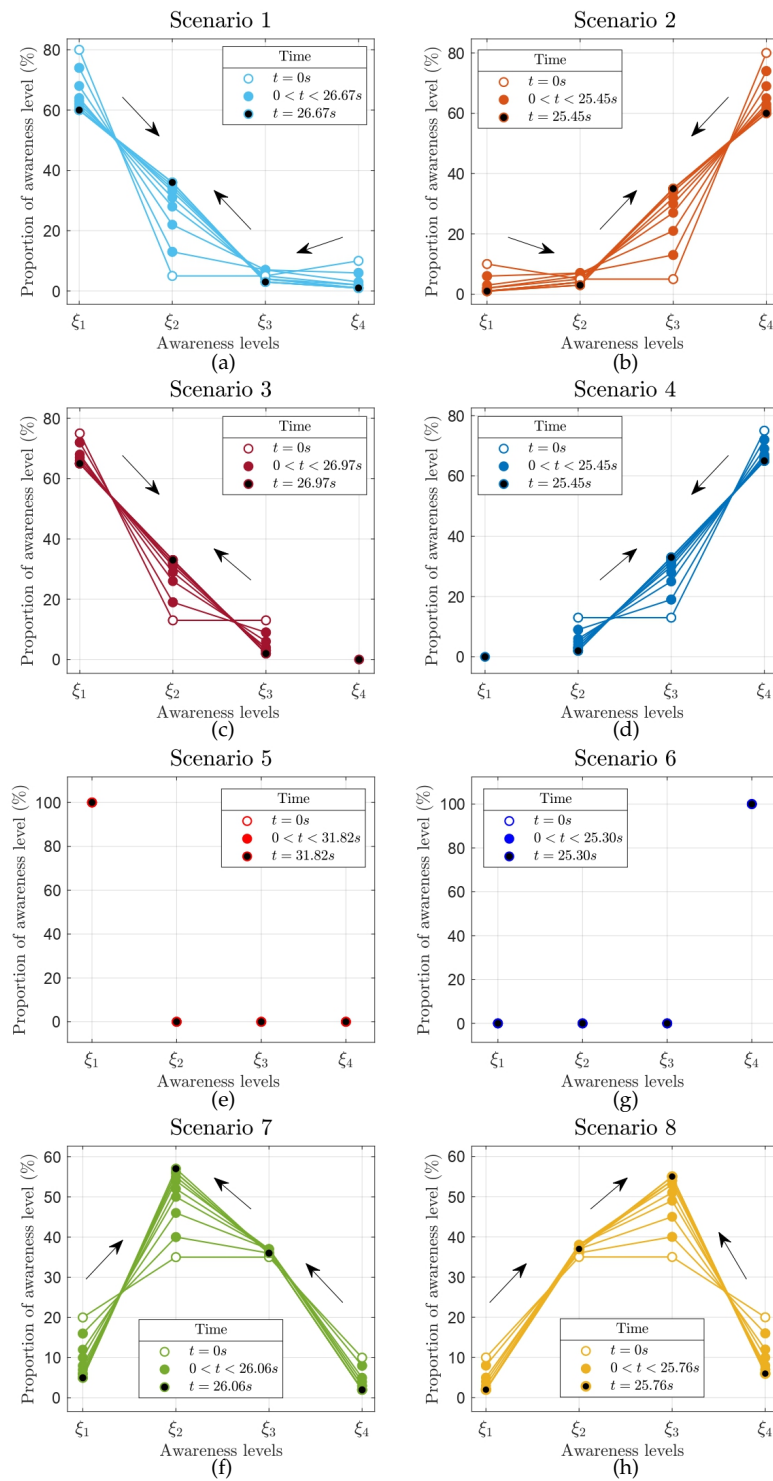 Scenario 1
Proportion of awareness level (%)
80
60
40
20
0
Time
t = 0s
0 < t < 26.67s
t = 26.67s
ξ1 ξ2 ξ3 ξ4
Awareness levels
(a)
Scenario 2
Proportion of awareness level (%)
80
60
40
20
0
Time
t = 0s
0 < t < 25.45s
t = 25.45s
ξ1 ξ2 ξ3 ξ4
Awareness levels
(b)
Scenario 3
Proportion of awareness level (%)
80
60
40
20
0
Time
t = 0s
0 < t < 26.97s
t = 26.97s
ξ1 ξ2 ξ3 ξ4
Awareness levels
(c)
Scenario 4
Proportion of awareness level (%)
80
60
40
20
0
Time
t = 0s
0 < t < 25.45s
t = 25.45s
ξ1 ξ2 ξ3 ξ4
Awareness levels
(d)
Scenario 5
Proportion of awareness level (%)
100
80
60
40
20
0
Time
t = 0s
0 < t < 31.82s
t = 31.82s
ξ1 ξ2 ξ3 ξ4
Awareness levels
(e)
Scenario 6
Proportion of awareness level (%)
100
80
60
40
20
0
Time
t = 0s
0 < t < 25.30s
t = 25.30s
ξ1 ξ2 ξ3 ξ4
Awareness levels
(g)
Scenario 7
Proportion of awareness level (%)
60
50
40
30
20
10
0
Time
t = 0s
0 < t < 26.06s
t = 26.06s
ξ1 ξ2 ξ3 ξ4
Awareness levels
(f)
Scenario 8
Proportion of awareness level (%)
60
50
40
30
20
10
0
Time
t = 0s
0 < t < 25.76s
t = 25.76s
ξ1 ξ2 ξ3 ξ4
Awareness levels
(h)